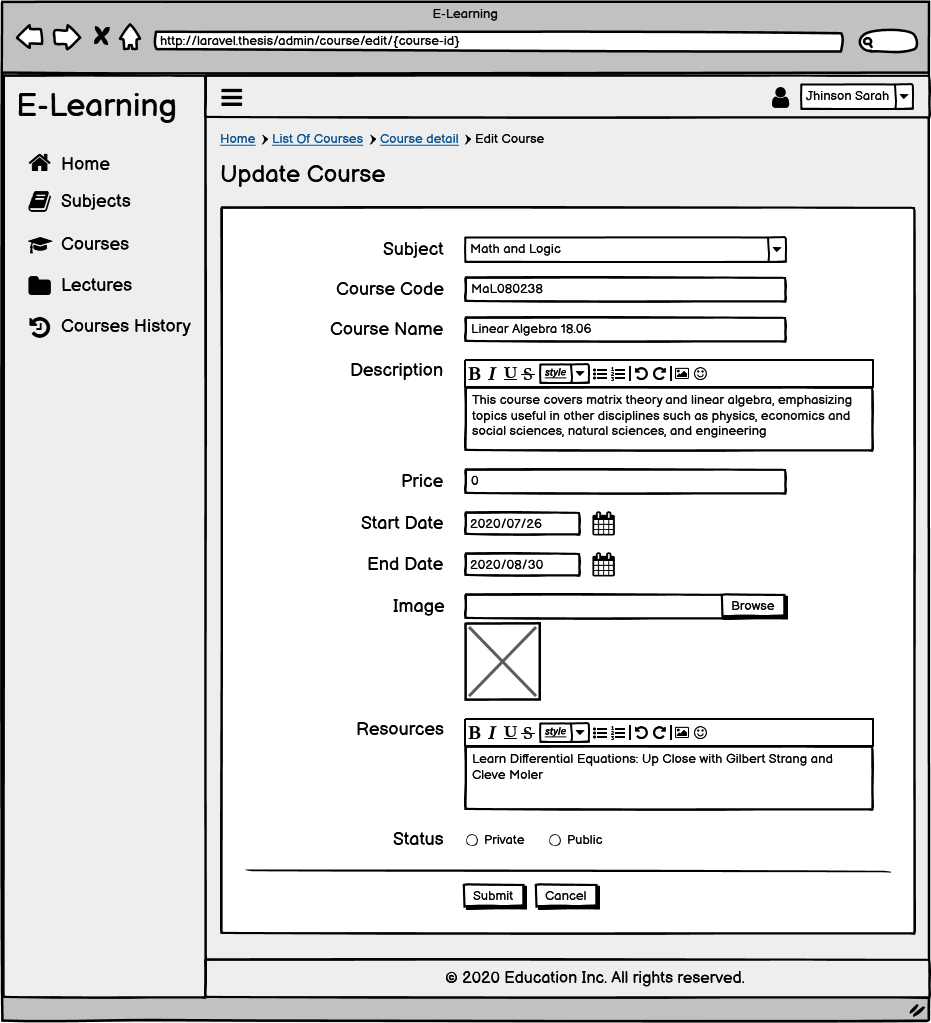 E-Learning
http://laravel.thesis/admin/course/edit/{course-id}
E-Learning
Jhinson Sarah
Home
Subjects
Courses
Lectures
Courses History
Home List Of Courses Course detail Edit Course
Update Course
Subject Math and Logic
Course Code MaL080238
Course Name Linear Algebra 18.06
Description B I U S style
This course covers matrix theory and linear algebra, emphasizing
topics useful in other disciplines such as physics, economics and
social sciences, natural sciences, and engineering
Price 0
Start Date 2020/07/26
End Date 2020/08/30
Image Browse
Resources B I U S style
Learn Differential Equations: Up Close with Gilbert Strang and
Cleve Moler
Status Private Public
Submit Cancel
© 2020 Education Inc. All rights reserved.